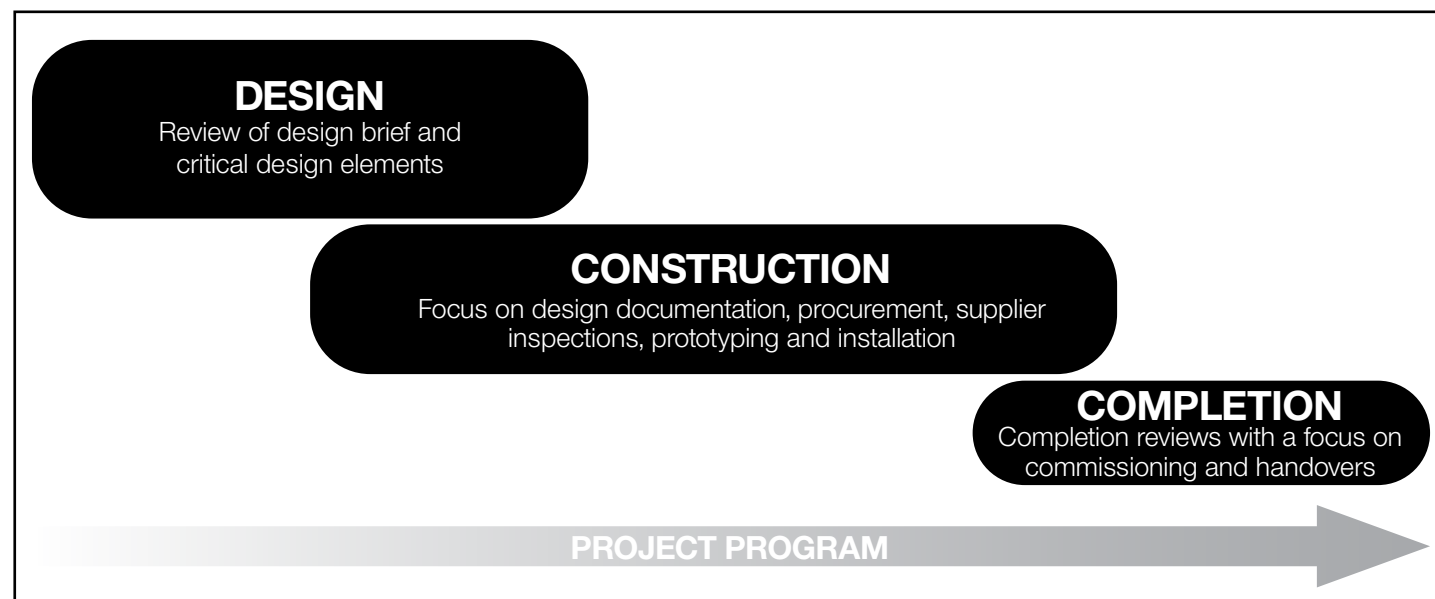 DESIGN
Review of design brief and
critical design elements
CONSTRUCTION
Focus on design documentation, procurement, supplier
inspections, prototyping and installation
COMPLETION
Completion reviews with a focus on
commissioning and handovers
PROJECT PROGRAM